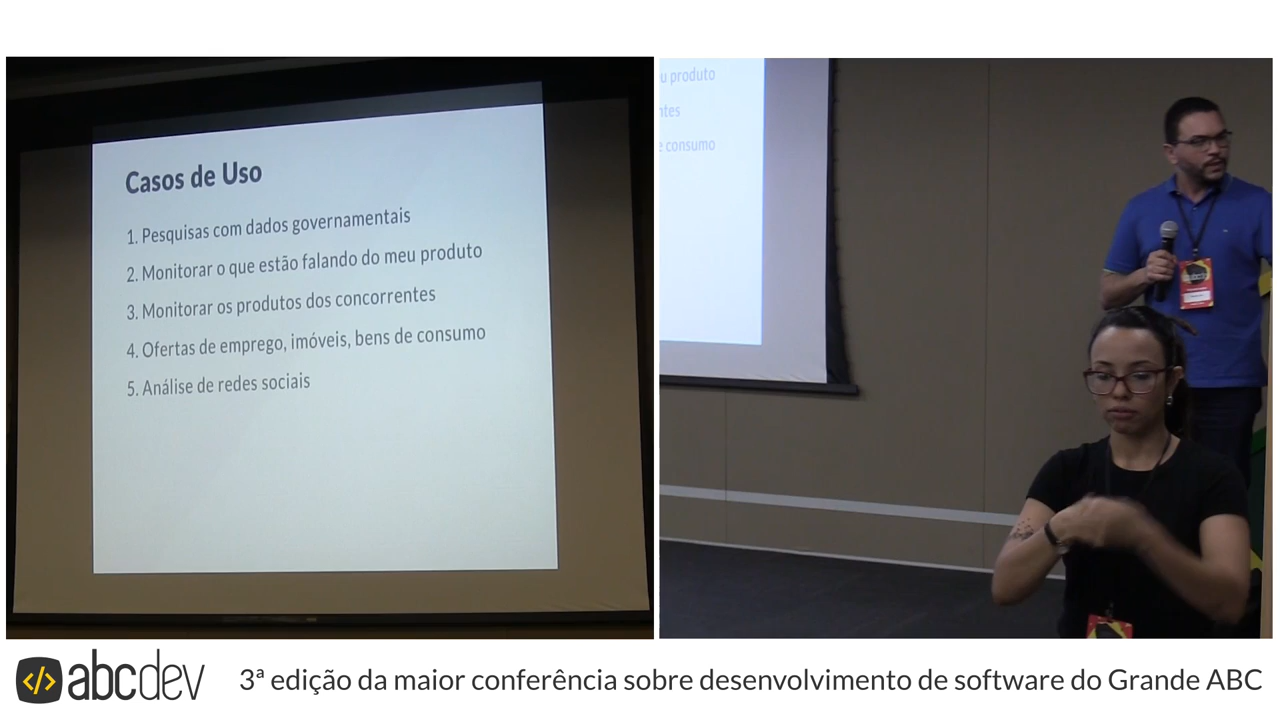 Casos de Uso
1. Pesquisas com dados governamentais
2. Monitorar o que estão falando do meu produto
3. Monitorar os produtos dos concorrentes
4. Ofertas de emprego, imóveis, bens de consumo
5. Análise de redes sociais
u produto
ntes
e consumo
</> abcdev
3ª edição da maior conferência sobre desenvolvimento de software do Grande ABC